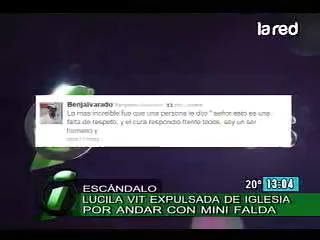 la red
Benjalvarado
Lo mas increible fue que una persona le dijo " señor esto es una
falta de respeto, y el cura respondio frente todos, soy un ser
humano y
20° 13:04
ESCÁNDALO
LUCILA VIT EXPULSADA DE IGLESIA
POR ANDAR CON MINI FALDA